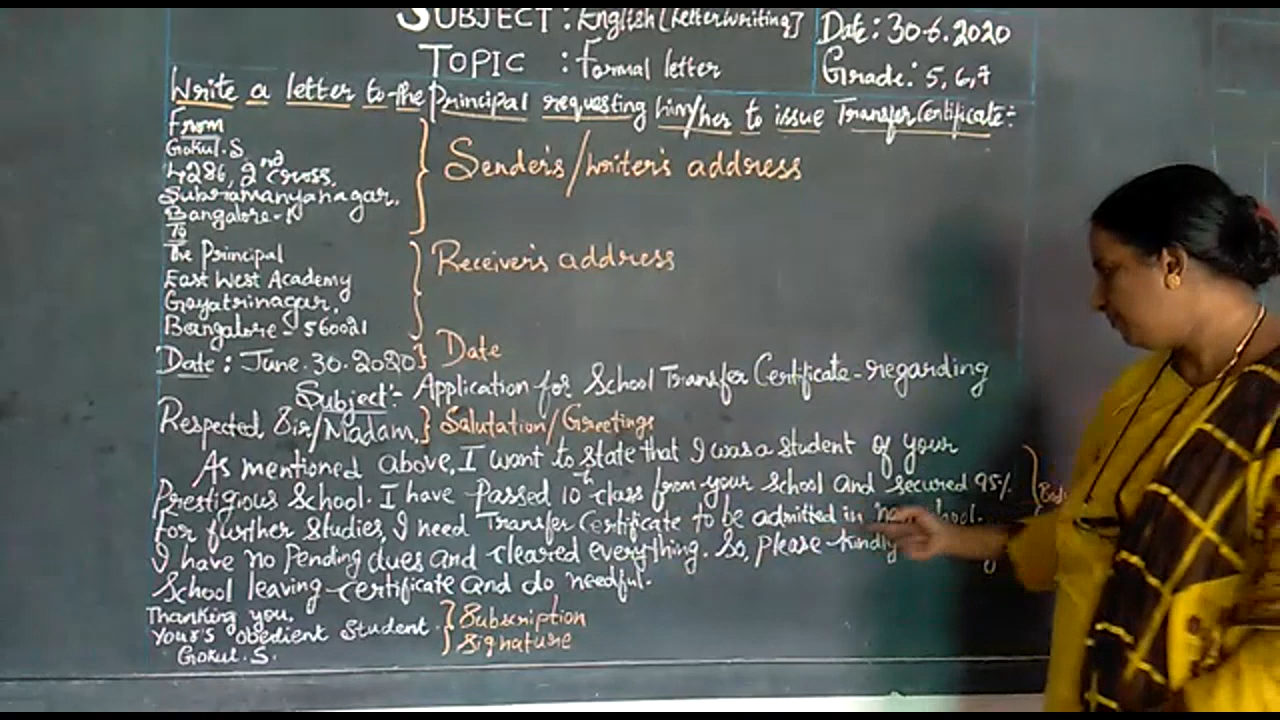 SUBJECT : English [Letter writing]
Date: 30-6.2020
TOPIC : Formal letter
Grade: 5, 6, 7
Write a letter to the Principal requesting him/her to issue Transfer Certificate:-
From
Gokul. S
4286, 2nd cross,
Subramanyanagar,
Bangalore-
Sender's/writer's address
To
The Principal
East West Academy
Gayatrinagar,
Bangalore - 560021
Receiver's address
Date : June. 30. 2020 } Date
Subject:- Application for School Transfer Certificate - regarding
Respected Sir/Madam, } Salutation/Greetings
As mentioned above, I want to state that I was a student of your
Prestigious School. I have Passed 10th class from your school and secured 95%.
For further studies, I need Transfer Certificate to be admitted in
I have no Pending dues and cleared everything. So, please kindly
School leaving certificate and do needful.
Thanking you,
Your's obedient student. } Subscription
Gokul. S. } Signature